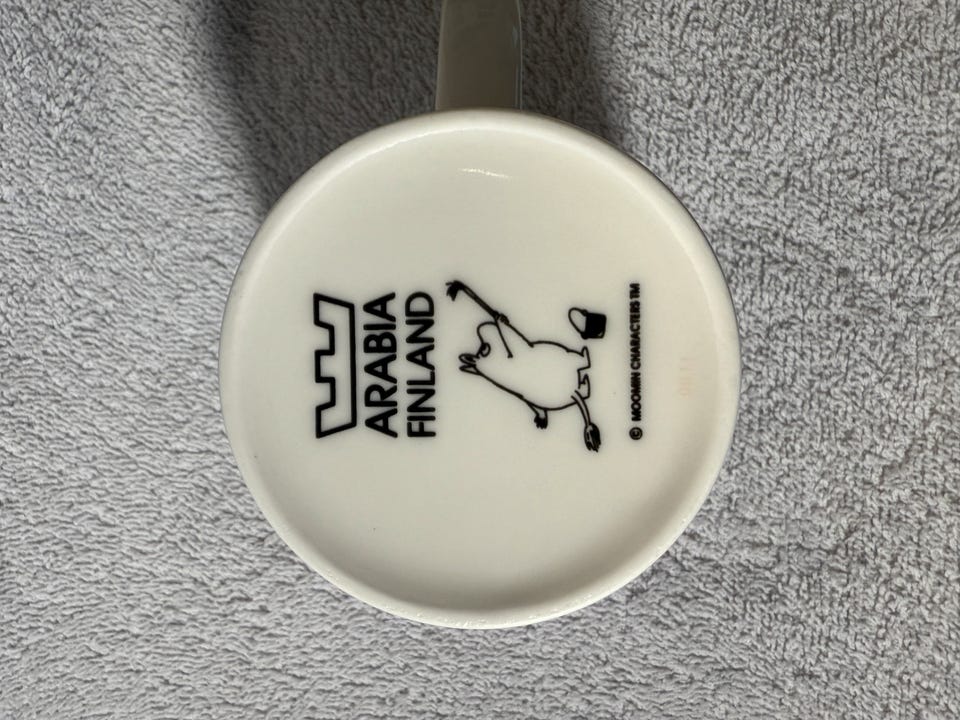 ARABIA
FINLAND
© MOOMIN CHARACTERS TM